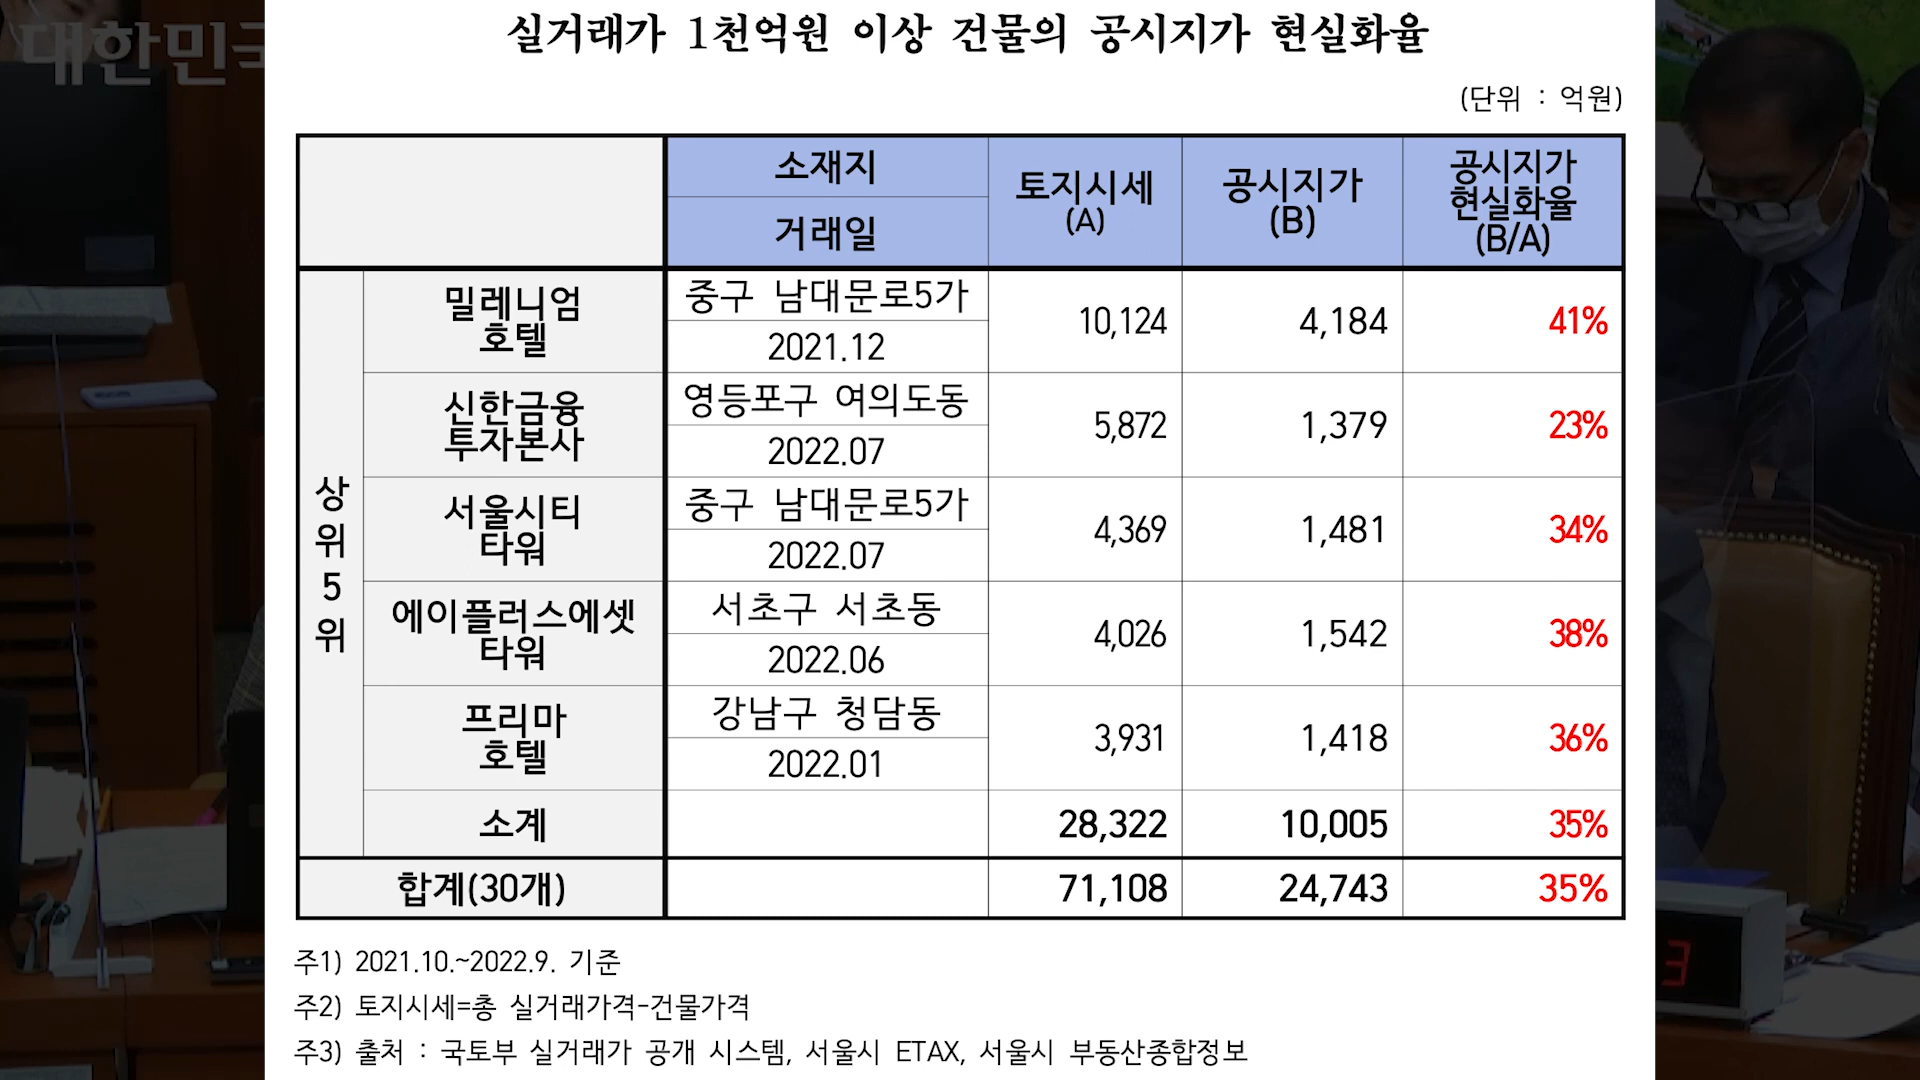 대한민국
실거래가 1천억원 이상 건물의 공시지가 현실화율
(단위 : 억원)
소재지
거래일
토지시세
(A)
공시지가
(B)
공시지가
현실화율
(B/A)
상위5위
밀레니엄
호텔
중구 남대문로5가
2021.12
10,124
4,184
41%
신한금융
투자본사
영등포구 여의도동
2022.07
5,872
1,379
23%
서울시티
타워
중구 남대문로5가
2022.07
4,369
1,481
34%
에이플러스에셋
타워
서초구 서초동
2022.06
4,026
1,542
38%
프리마
호텔
강남구 청담동
2022.01
3,931
1,418
36%
소계
28,322
10,005
35%
합계(30개)
71,108
24,743
35%
주1) 2021.10.~2022.9. 기준
주2) 토지시세=총 실거래가격-건물가격
주3) 출처 : 국토부 실거래가 공개 시스템, 서울시 ETAX, 서울시 부동산종합정보
3